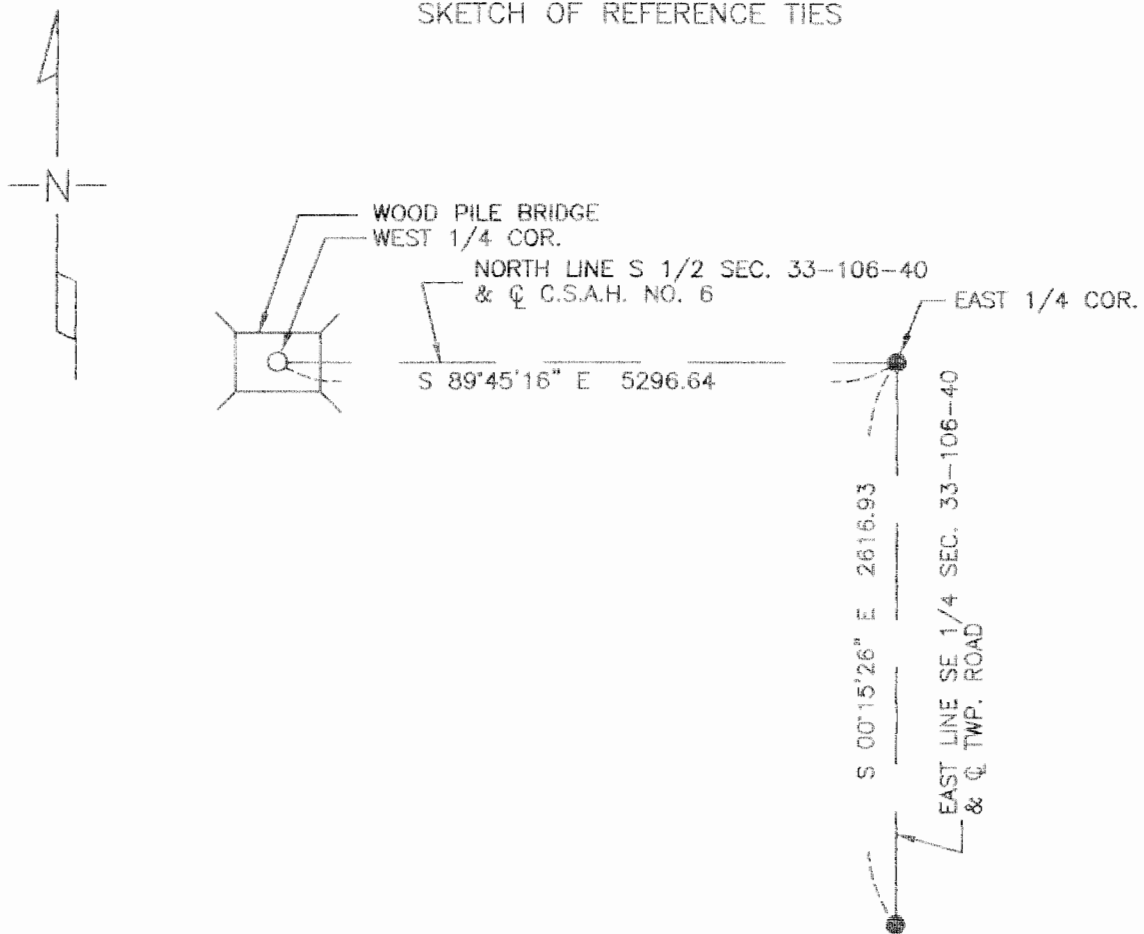 SKETCH OF REFERENCE TIES
N
WOOD PILE BRIDGE
WEST 1/4 COR.
NORTH LINE S 1/2 SEC. 33-106-40
& ℄ C.S.A.H. NO. 6
EAST 1/4 COR.
S 89°45'16" E 5296.64
S 00°15'26" E 2616.93
EAST LINE SE 1/4 SEC. 33-106-40
& ℄ TWP. ROAD